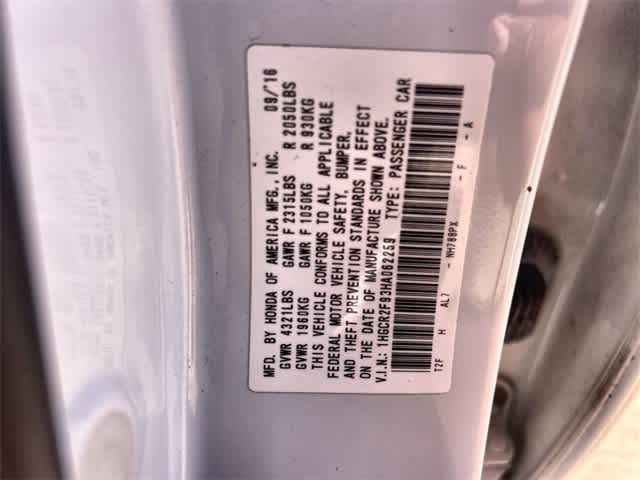 MFD. BY HONDA OF AMERICA MFG., INC. 09/'16
GVWR 4321LBS GAWR F 2315LBS R 2050LBS
GVWR 1960KG GAWR F 1050KG R 930KG
THIS VEHICLE CONFORMS TO ALL APPLICABLE
FEDERAL MOTOR VEHICLE SAFETY, BUMPER,
AND THEFT PREVENTION STANDARDS IN EFFECT
ON THE DATE OF MANUFACTURE SHOWN ABOVE.
V.I.N.: 1HGCR2F93HA062259 TYPE: PASSENGER CAR
T2F H AL7 - NH788PX - F - A